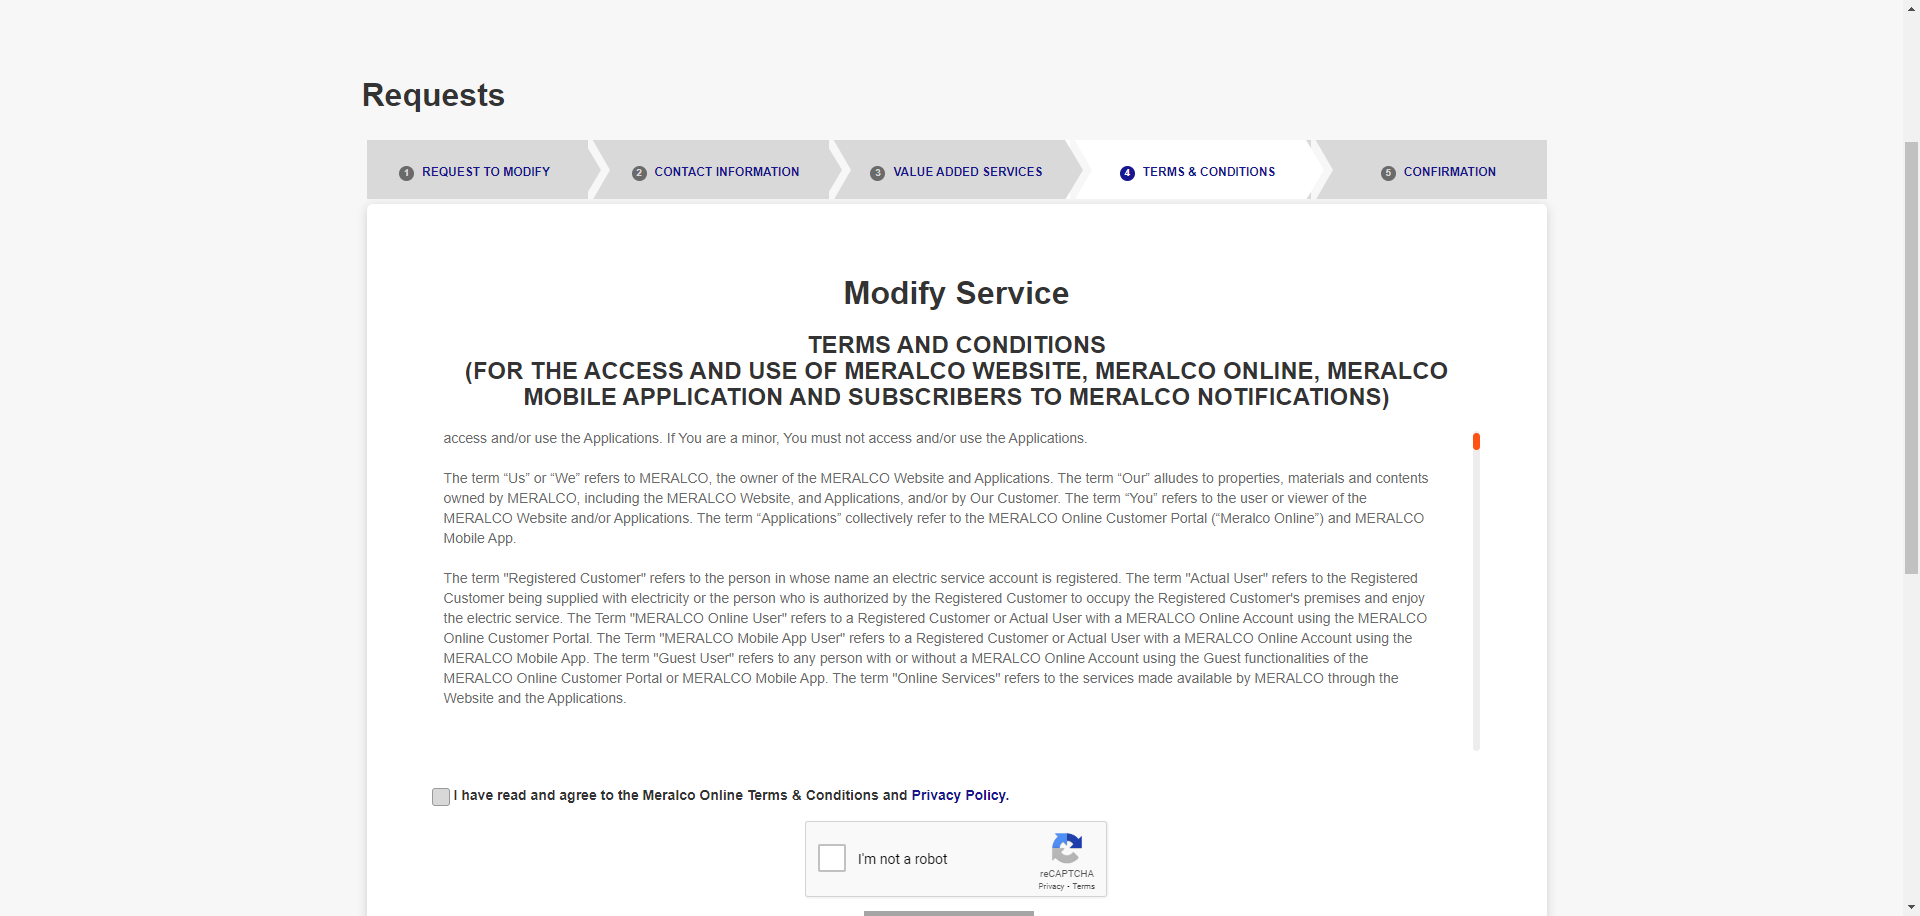 Requests
1 REQUEST TO MODIFY
2 CONTACT INFORMATION
3 VALUE ADDED SERVICES
4 TERMS & CONDITIONS
5 CONFIRMATION
Modify Service
TERMS AND CONDITIONS
(FOR THE ACCESS AND USE OF MERALCO WEBSITE, MERALCO ONLINE, MERALCO
MOBILE APPLICATION AND SUBSCRIBERS TO MERALCO NOTIFICATIONS)
access and/or use the Applications. If You are a minor, You must not access and/or use the Applications.
The term “Us” or “We” refers to MERALCO, the owner of the MERALCO Website and Applications. The term “Our” alludes to properties, materials and contents
owned by MERALCO, including the MERALCO Website, and Applications, and/or by Our Customer. The term “You” refers to the user or viewer of the
MERALCO Website and/or Applications. The term “Applications” collectively refer to the MERALCO Online Customer Portal (“Meralco Online”) and MERALCO
Mobile App.
The term "Registered Customer" refers to the person in whose name an electric service account is registered. The term "Actual User" refers to the Registered
Customer being supplied with electricity or the person who is authorized by the Registered Customer to occupy the Registered Customer's premises and enjoy
the electric service. The Term "MERALCO Online User" refers to a Registered Customer or Actual User with a MERALCO Online Account using the MERALCO
Online Customer Portal. The Term "MERALCO Mobile App User" refers to a Registered Customer or Actual User with a MERALCO Online Account using the
MERALCO Mobile App. The term "Guest User" refers to any person with or without a MERALCO Online Account using the Guest functionalities of the
MERALCO Online Customer Portal or MERALCO Mobile App. The term "Online Services" refers to the services made available by MERALCO through the
Website and the Applications.
I have read and agree to the Meralco Online Terms & Conditions and Privacy Policy.
I'm not a robot
reCAPTCHA
Privacy - Terms